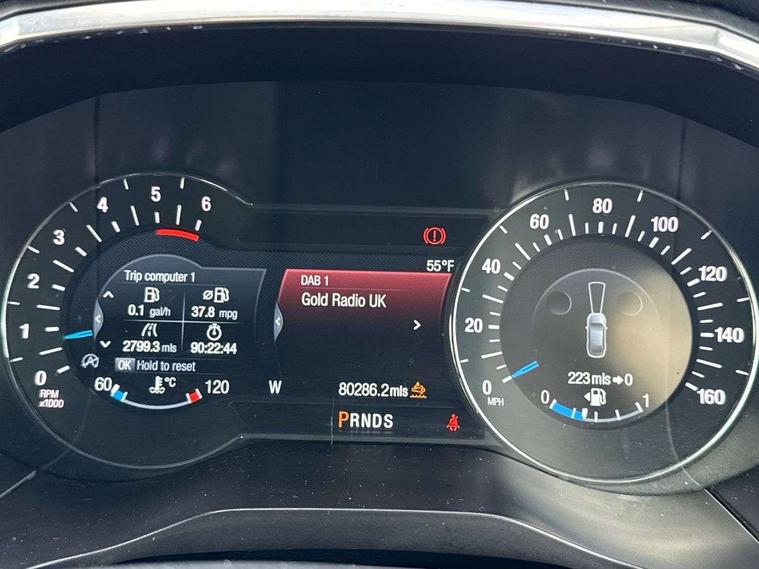 0 1 2 3 4 5 6
RPM
x1000
Trip computer 1
0.1 gal/h 37.8 mpg
2799.3 mls 90:22:44
OK Hold to reset
60 °C 120
DAB 1
Gold Radio UK
55°F
W 80286.2mls
PRNDS
0 20 40 60 80 100 120 140 160
MPH
223 mls 0
0 1